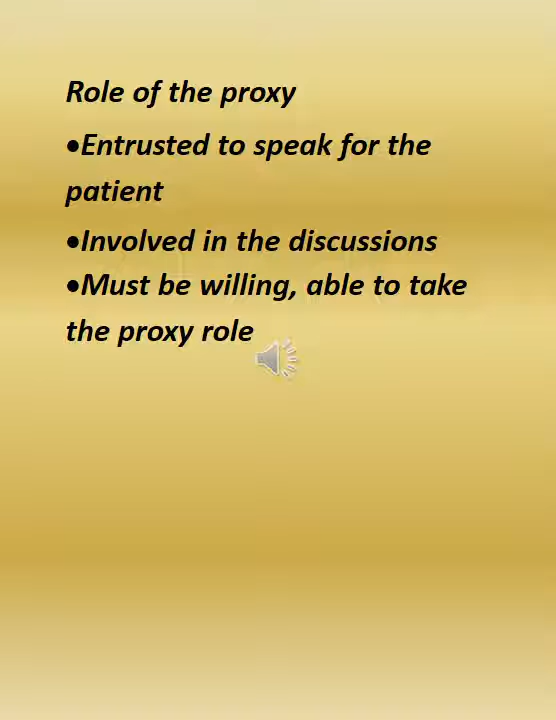 Role of the proxy
•Entrusted to speak for the
patient
•Involved in the discussions
•Must be willing, able to take
the proxy role